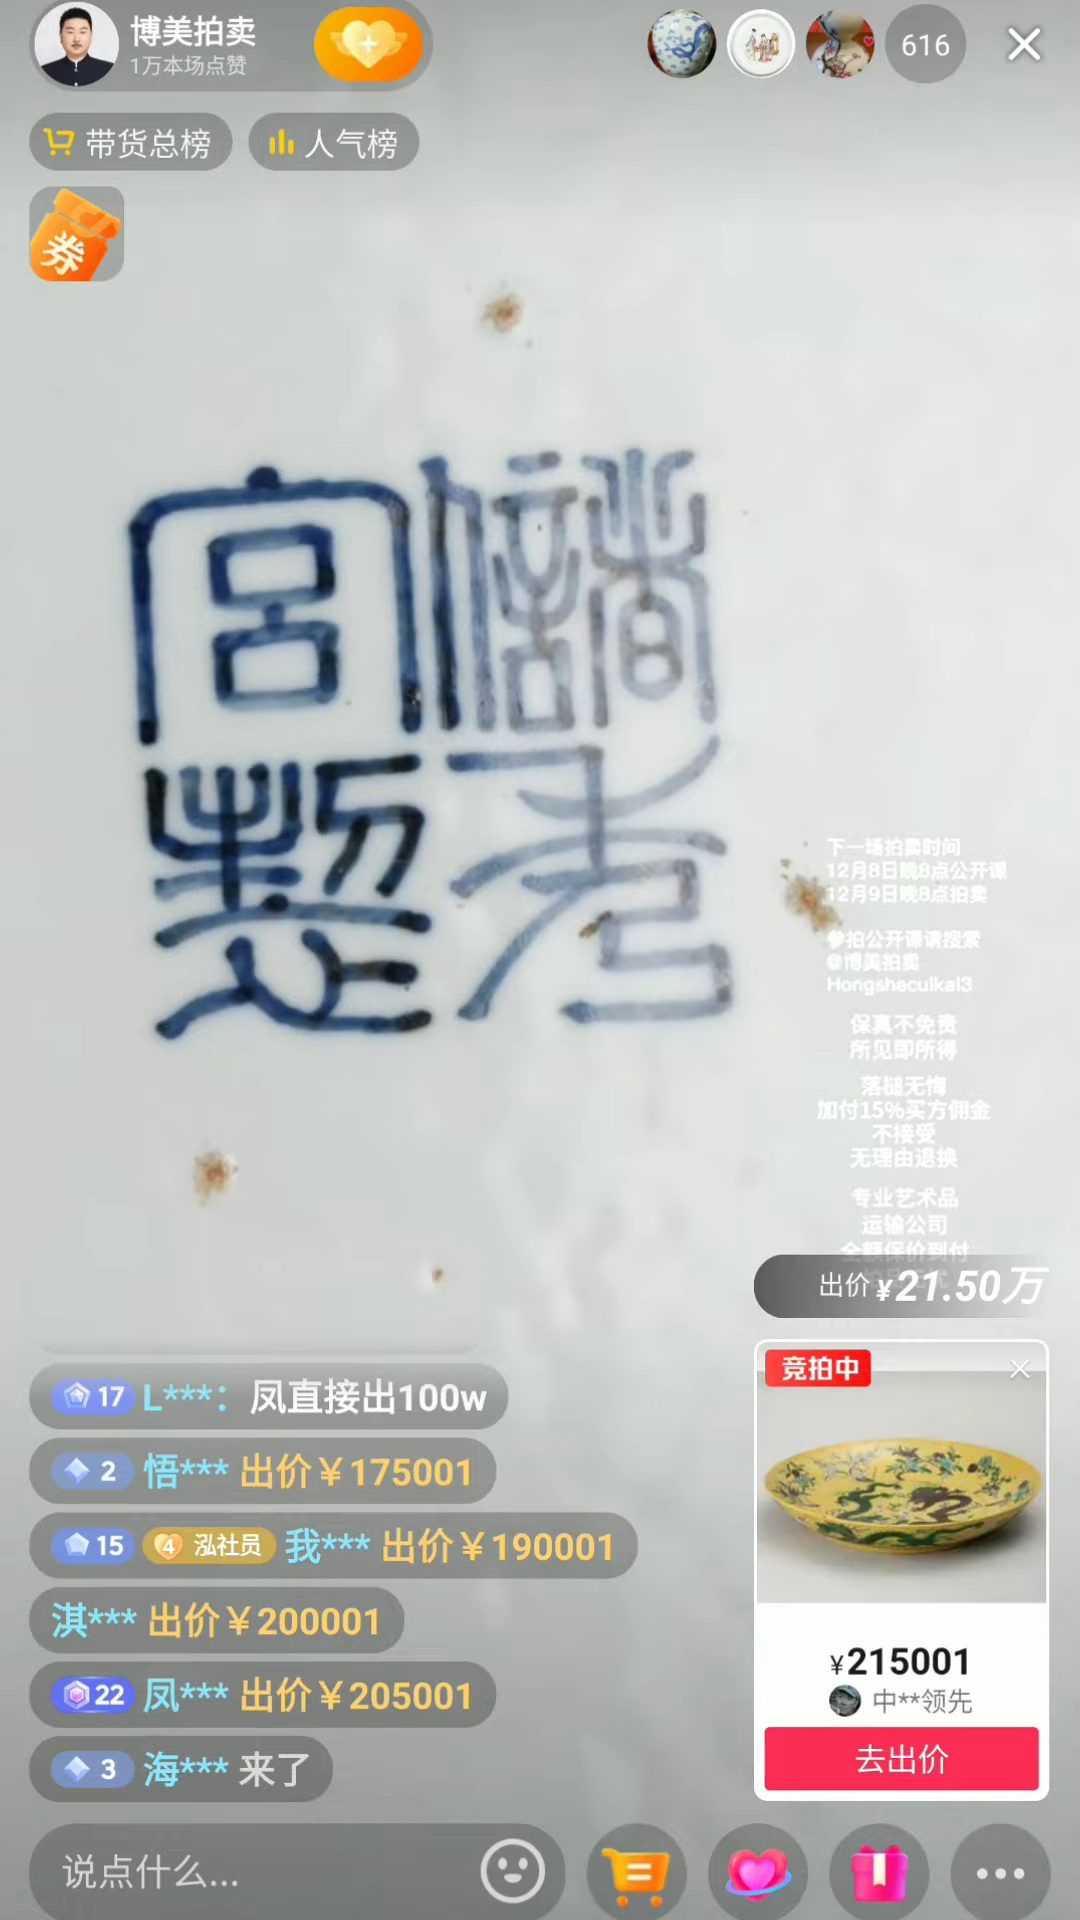 博美拍卖
1万本场点赞
616
带货总榜
人气榜
券
宫
製
下一场拍卖时间
12月8日晚8点公开课
12月9日晚8点拍卖
参拍公开课请搜索
@博美拍卖
Hongshecuikai3
保真不免责
所见即所得
落槌无悔
加付15%买方佣金
不接受
无理由退换
专业艺术品
运输公司
全额保价到付
出价 ¥21.50万
竞拍中
17 L***： 凤直接出100w
2 悟*** 出价￥175001
15 4 泓社员 我*** 出价￥190001
淇*** 出价￥200001
22 凤*** 出价￥205001
3 海*** 来了
¥215001
中**领先
去出价
说点什么...